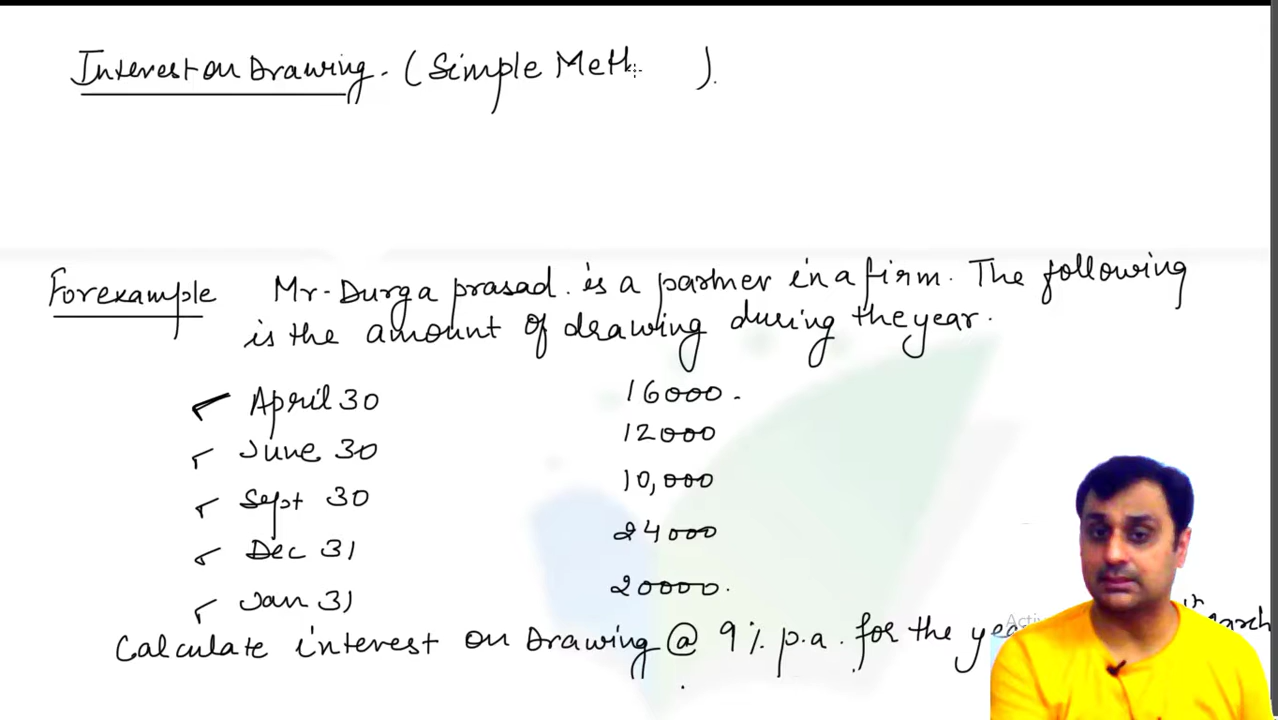 Interest on Drawing. (Simple Meth ).
For example Mr. Durga prasad. is a partner in a firm. The following
is the amount of drawing during the year.
April 30 16000.
June 30 12000
Sept 30 10,000
Dec 31 24000
Jan 31 20000.
Calculate interest on Drawing @ 9% p.a. for the